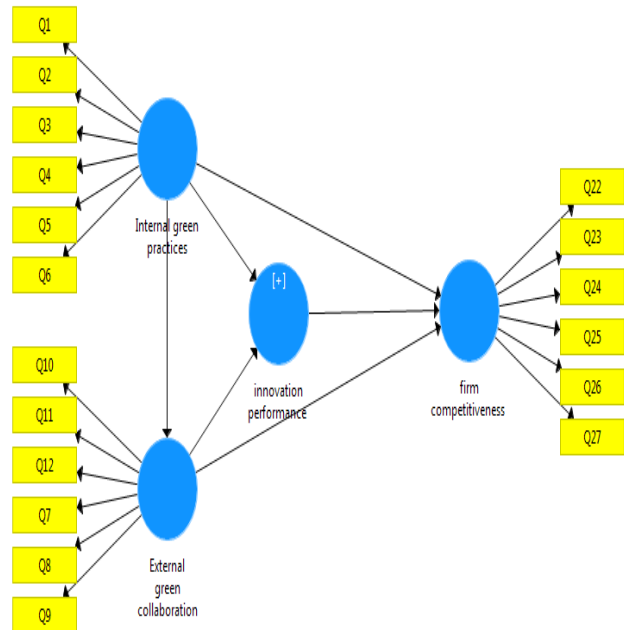 Q1
Q2
Q3
Q4
Q5
Q6
Internal green
practices
[+]
innovation
performance
Q10
Q11
Q12
Q7
Q8
Q9
External
green
collaboration
firm
competitiveness
Q22
Q23
Q24
Q25
Q26
Q27